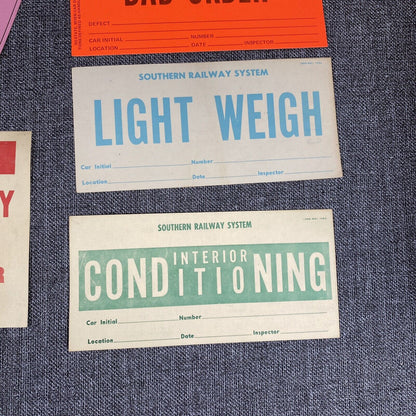 BAD ORDER
DEFECT
CAR INITIAL NUMBER
LOCATION DATE INSPECTOR
SOUTHERN RAILWAY SYSTEM
LIGHT WEIGH
Car Initial Number
Location Date Inspector
Y
R
SOUTHERN RAILWAY SYSTEM
INTERIOR
CONDITIONING
Car Initial Number
Location Date Inspector